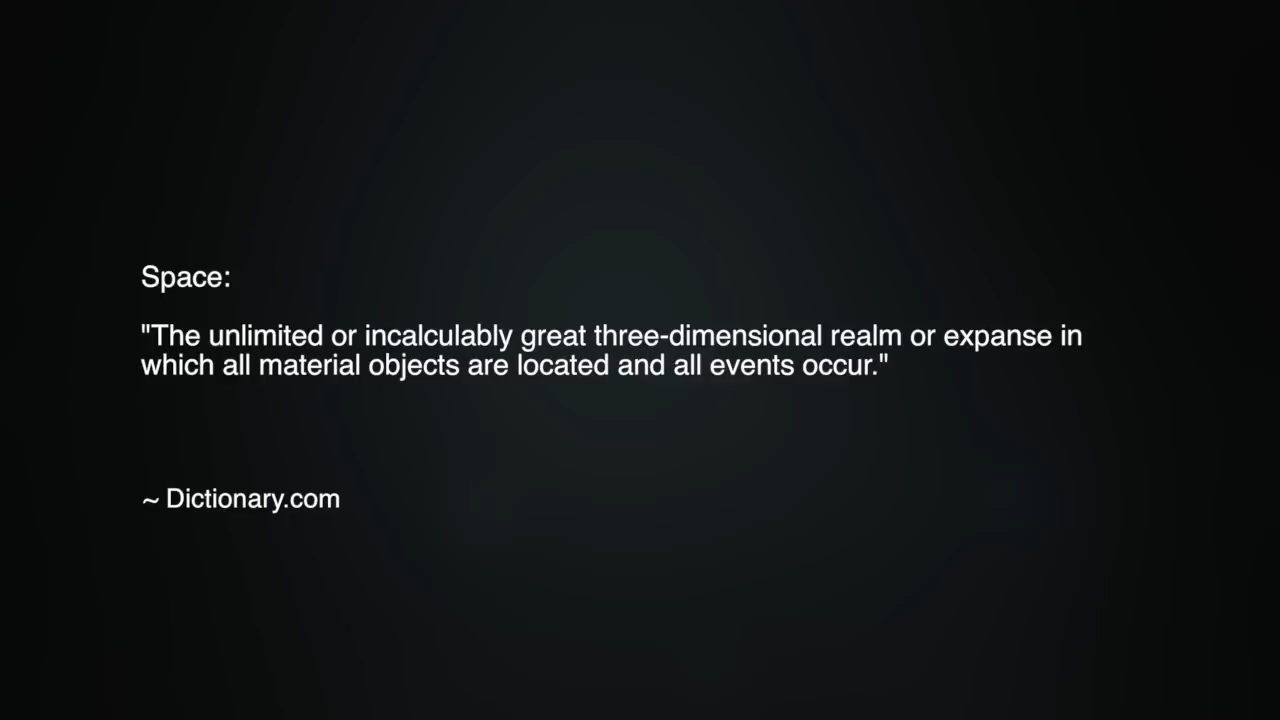 Space:
"The unlimited or incalculably great three-dimensional realm or expanse in
which all material objects are located and all events occur."
~ Dictionary.com